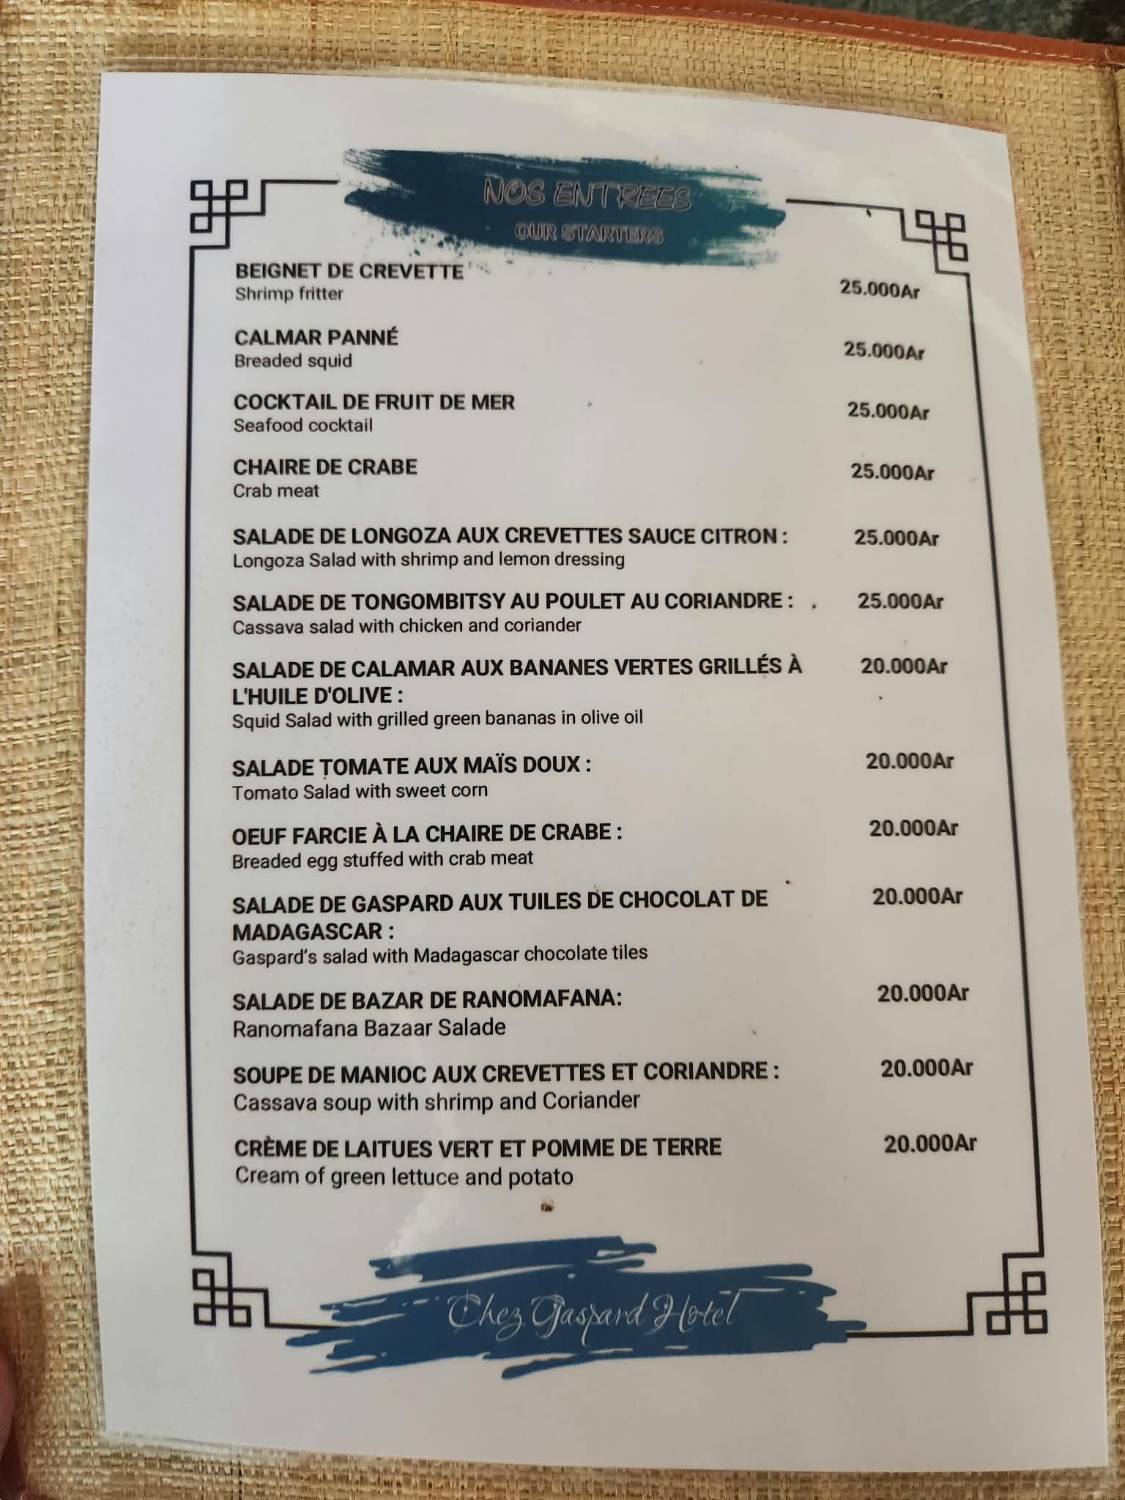 NOS ENTREES
OUR STARTERS
BEIGNET DE CREVETTE
Shrimp fritter
25.000Ar
CALMAR PANNÉ
Breaded squid
25.000Ar
COCKTAIL DE FRUIT DE MER
Seafood cocktail
25.000Ar
CHAIRE DE CRABE
Crab meat
25.000Ar
SALADE DE LONGOZA AUX CREVETTES SAUCE CITRON :
Longoza Salad with shrimp and lemon dressing
25.000Ar
SALADE DE TONGOMBITSY AU POULET AU CORIANDRE :
Cassava salad with chicken and coriander
25.000Ar
SALADE DE CALAMAR AUX BANANES VERTES GRILLÉS À
L'HUILE D'OLIVE :
Squid Salad with grilled green bananas in olive oil
20.000Ar
SALADE TOMATE AUX MAÏS DOUX :
Tomato Salad with sweet corn
20.000Ar
OEUF FARCIE À LA CHAIRE DE CRABE :
Breaded egg stuffed with crab meat
20.000Ar
SALADE DE GASPARD AUX TUILES DE CHOCOLAT DE
MADAGASCAR :
Gaspard's salad with Madagascar chocolate tiles
20.000Ar
SALADE DE BAZAR DE RANOMAFANA:
Ranomafana Bazaar Salade
20.000Ar
SOUPE DE MANIOC AUX CREVETTES ET CORIANDRE :
Cassava soup with shrimp and Coriander
20.000Ar
CRÈME DE LAITUES VERT ET POMME DE TERRE
Cream of green lettuce and potato
20.000Ar
Chez Gaspard Hotel